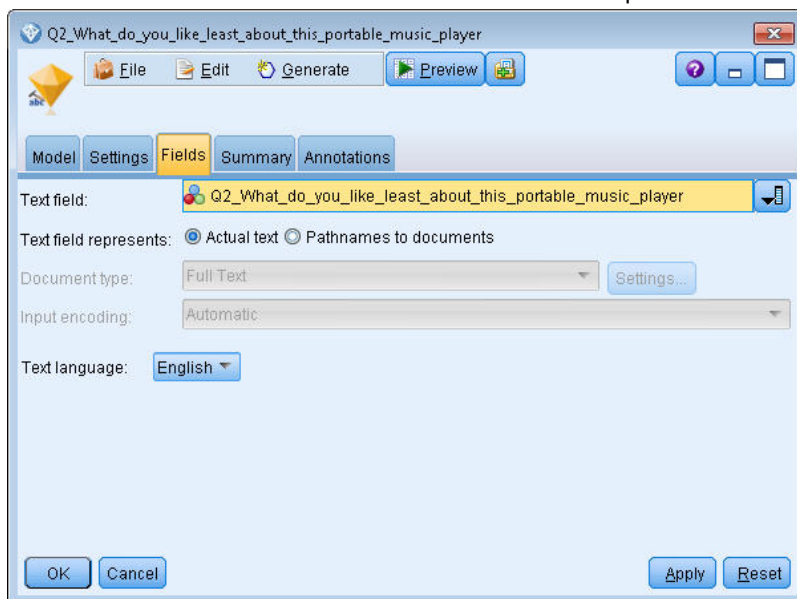 Q2_What_do_you_like_least_about_this_portable_music_player
File Edit Generate Preview
abc
Model Settings Fields Summary Annotations
Text field: Q2_What_do_you_like_least_about_this_portable_music_player
Text field represents: Actual text Pathnames to documents
Document type: Full Text Settings...
Input encoding: Automatic
Text language: English
OK Cancel Apply Reset